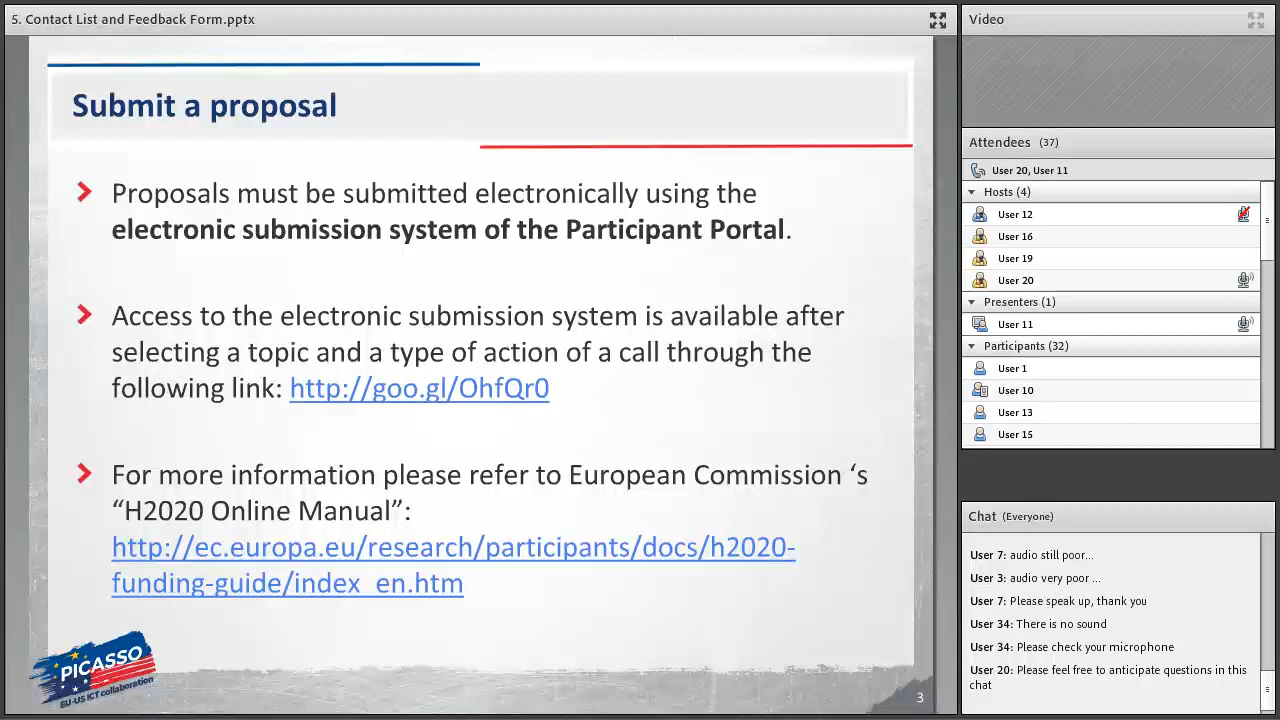 5. Contact List and Feedback Form.pptx
Submit a proposal
Proposals must be submitted electronically using the
electronic submission system of the Participant Portal.
Access to the electronic submission system is available after
selecting a topic and a type of action of a call through the
following link: http://goo.gl/OhfQr0
For more information please refer to European Commission ‘s
“H2020 Online Manual”:
http://ec.europa.eu/research/participants/docs/h2020-
funding-guide/index_en.htm
PICASSO
EU-US ICT collaboration
3
Video
Attendees (37)
User 20, User 11
Hosts (4)
User 12
User 16
User 19
User 20
Presenters (1)
User 11
Participants (32)
User 1
User 10
User 13
User 15
Chat (Everyone)
User 7: audio still poor...
User 3: audio very poor ...
User 7: Please speak up, thank you
User 34: There is no sound
User 34: Please check your microphone
User 20: Please feel free to anticipate questions in this
chat